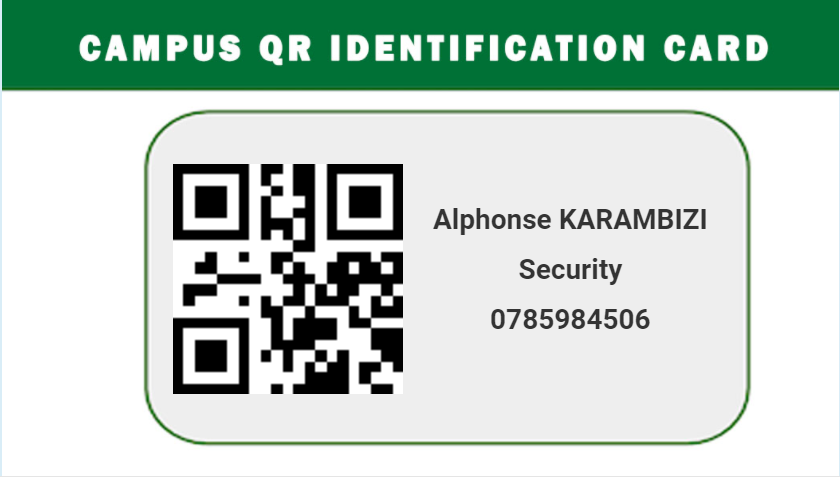 CAMPUS QR IDENTIFICATION CARD
Alphonse KARAMBIZI
Security
0785984506